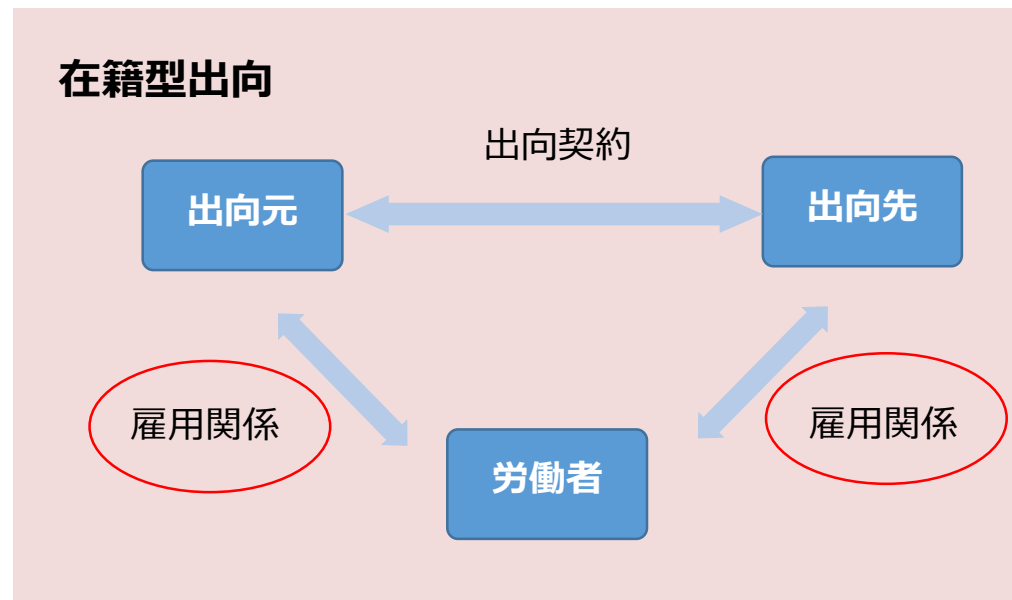 在籍型出向
出向契約
出向元
出向先
雇用関係
雇用関係
労働者